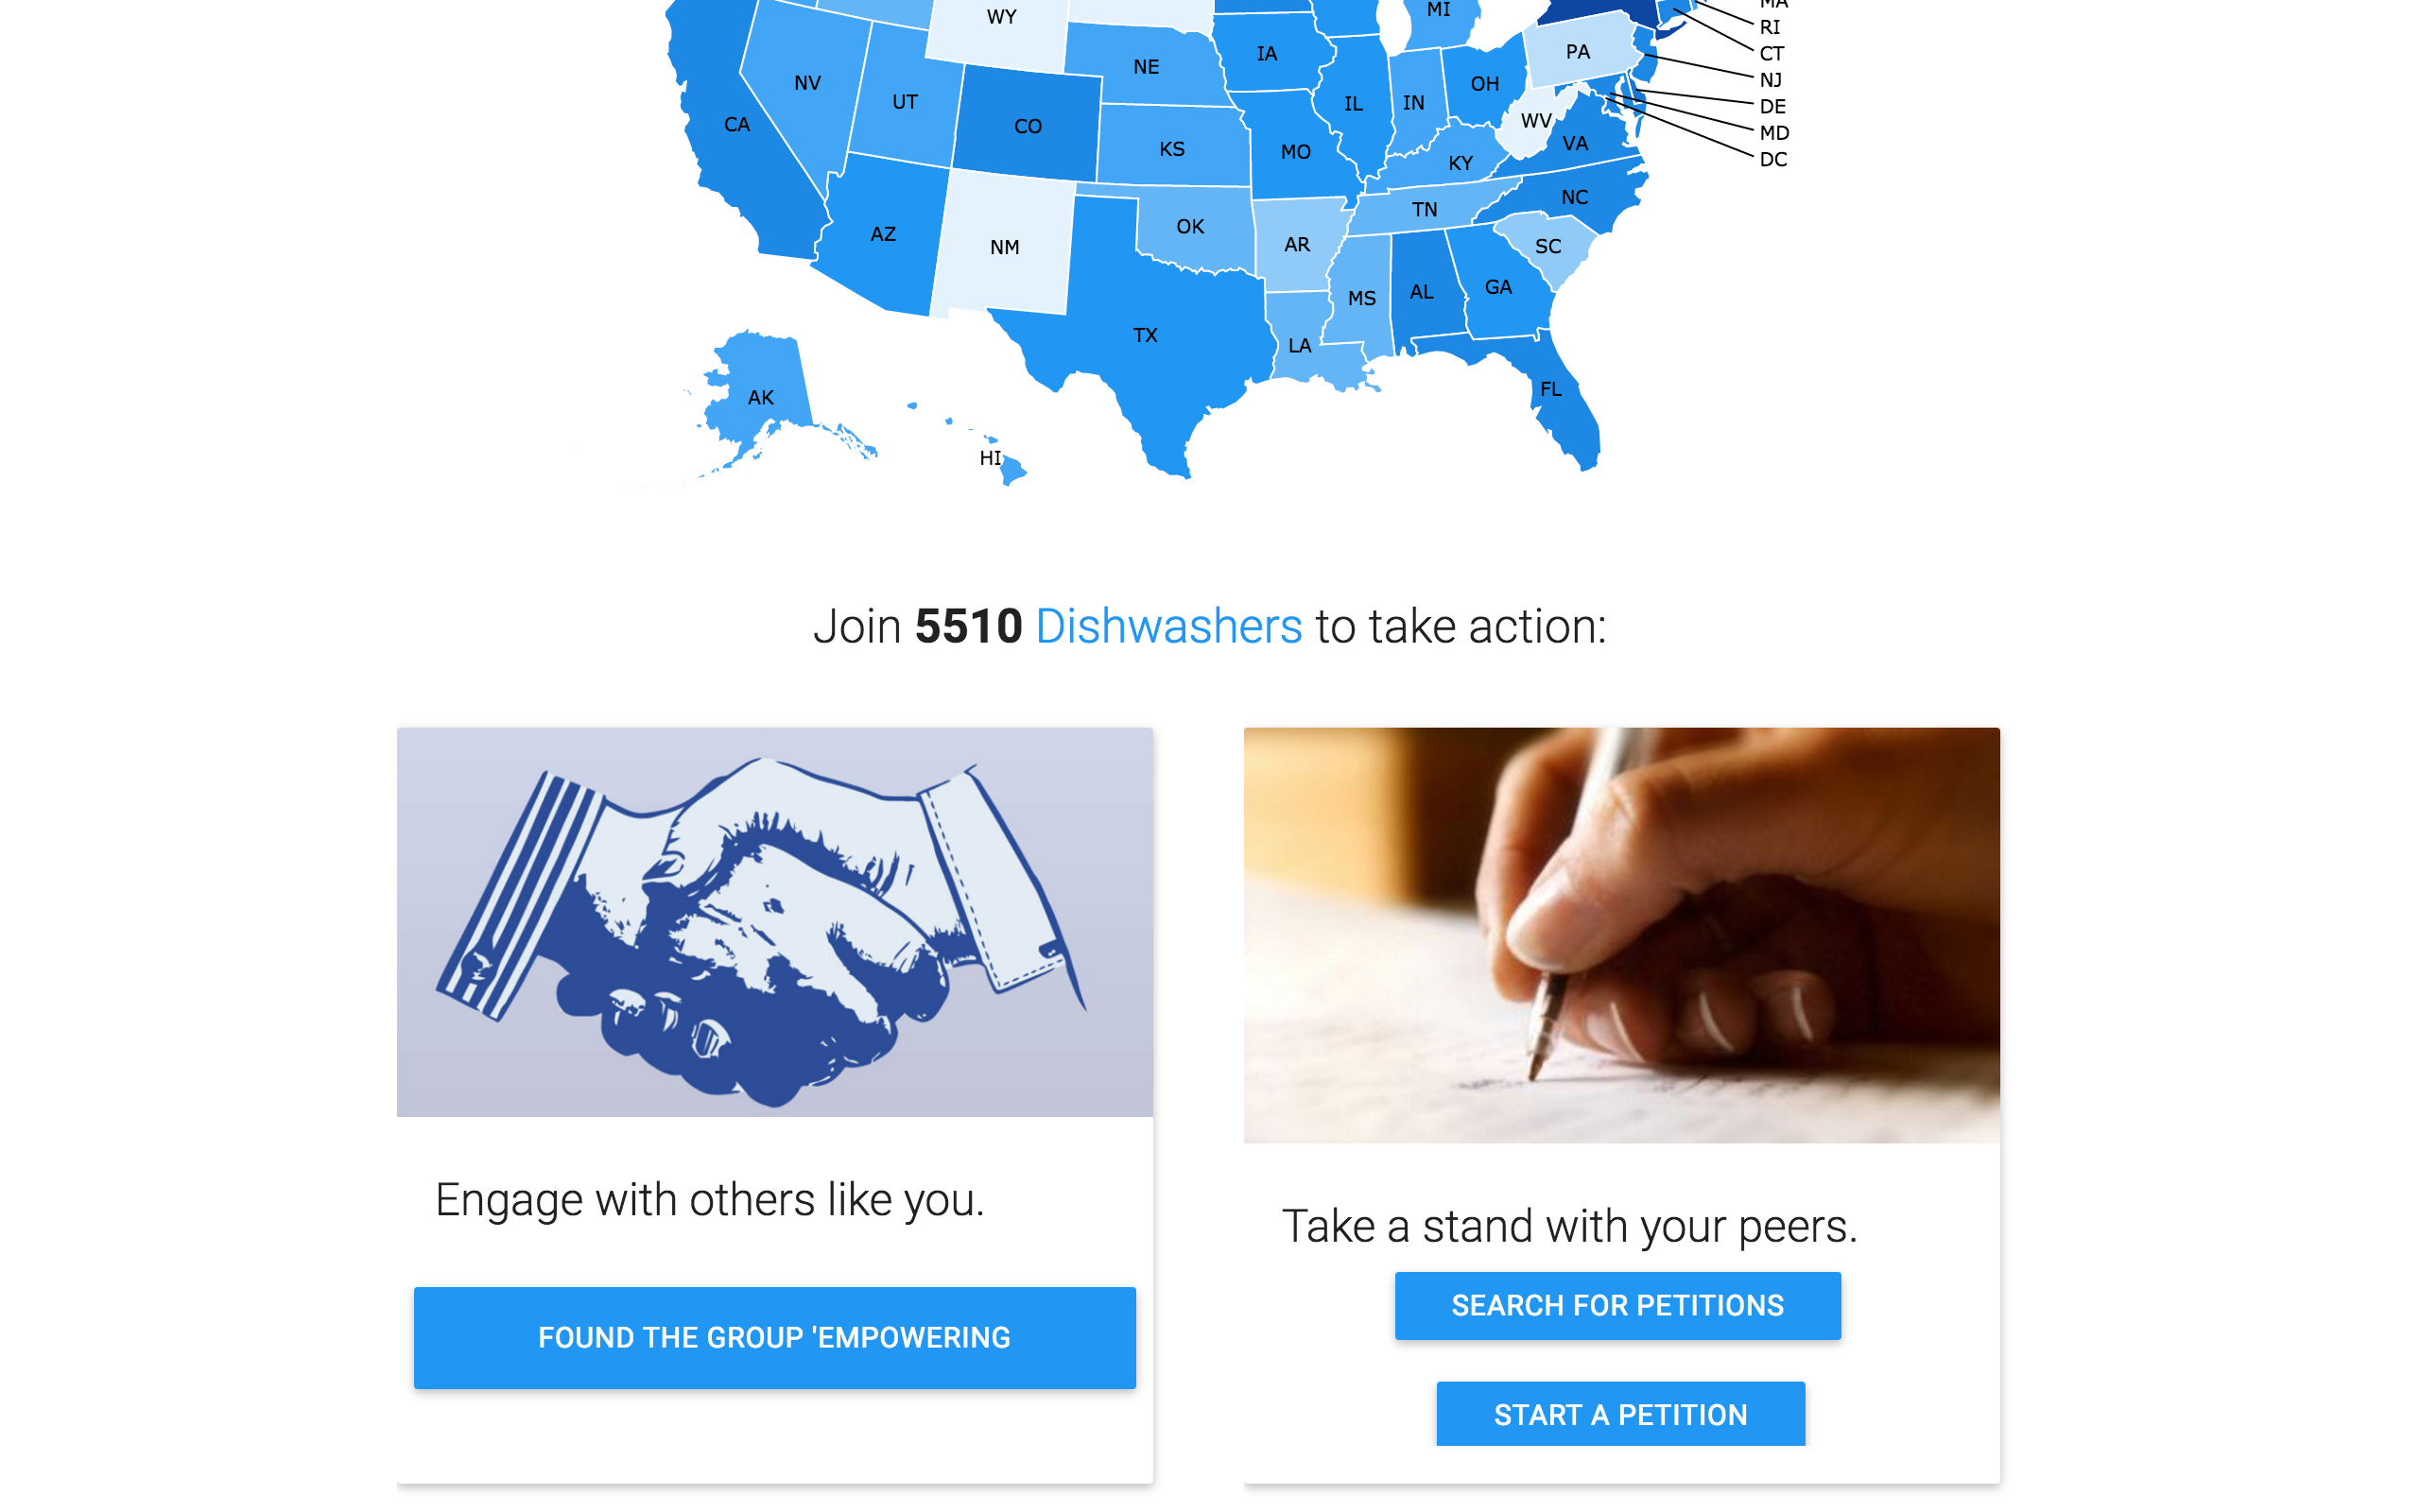 WY
MI
MA
RI
CT
NJ
DE
MD
DC
NV
UT
CA
CO
NE
KS
IA
MO
IL
IN
OH
PA
WV
VA
KY
NC
TN
SC
AZ
NM
OK
AR
TX
LA
MS
AL
GA
FL
AK
HI
Join 5510 Dishwashers to take action:
Engage with others like you.
FOUND THE GROUP 'EMPOWERING
Take a stand with your peers.
SEARCH FOR PETITIONS
START A PETITION